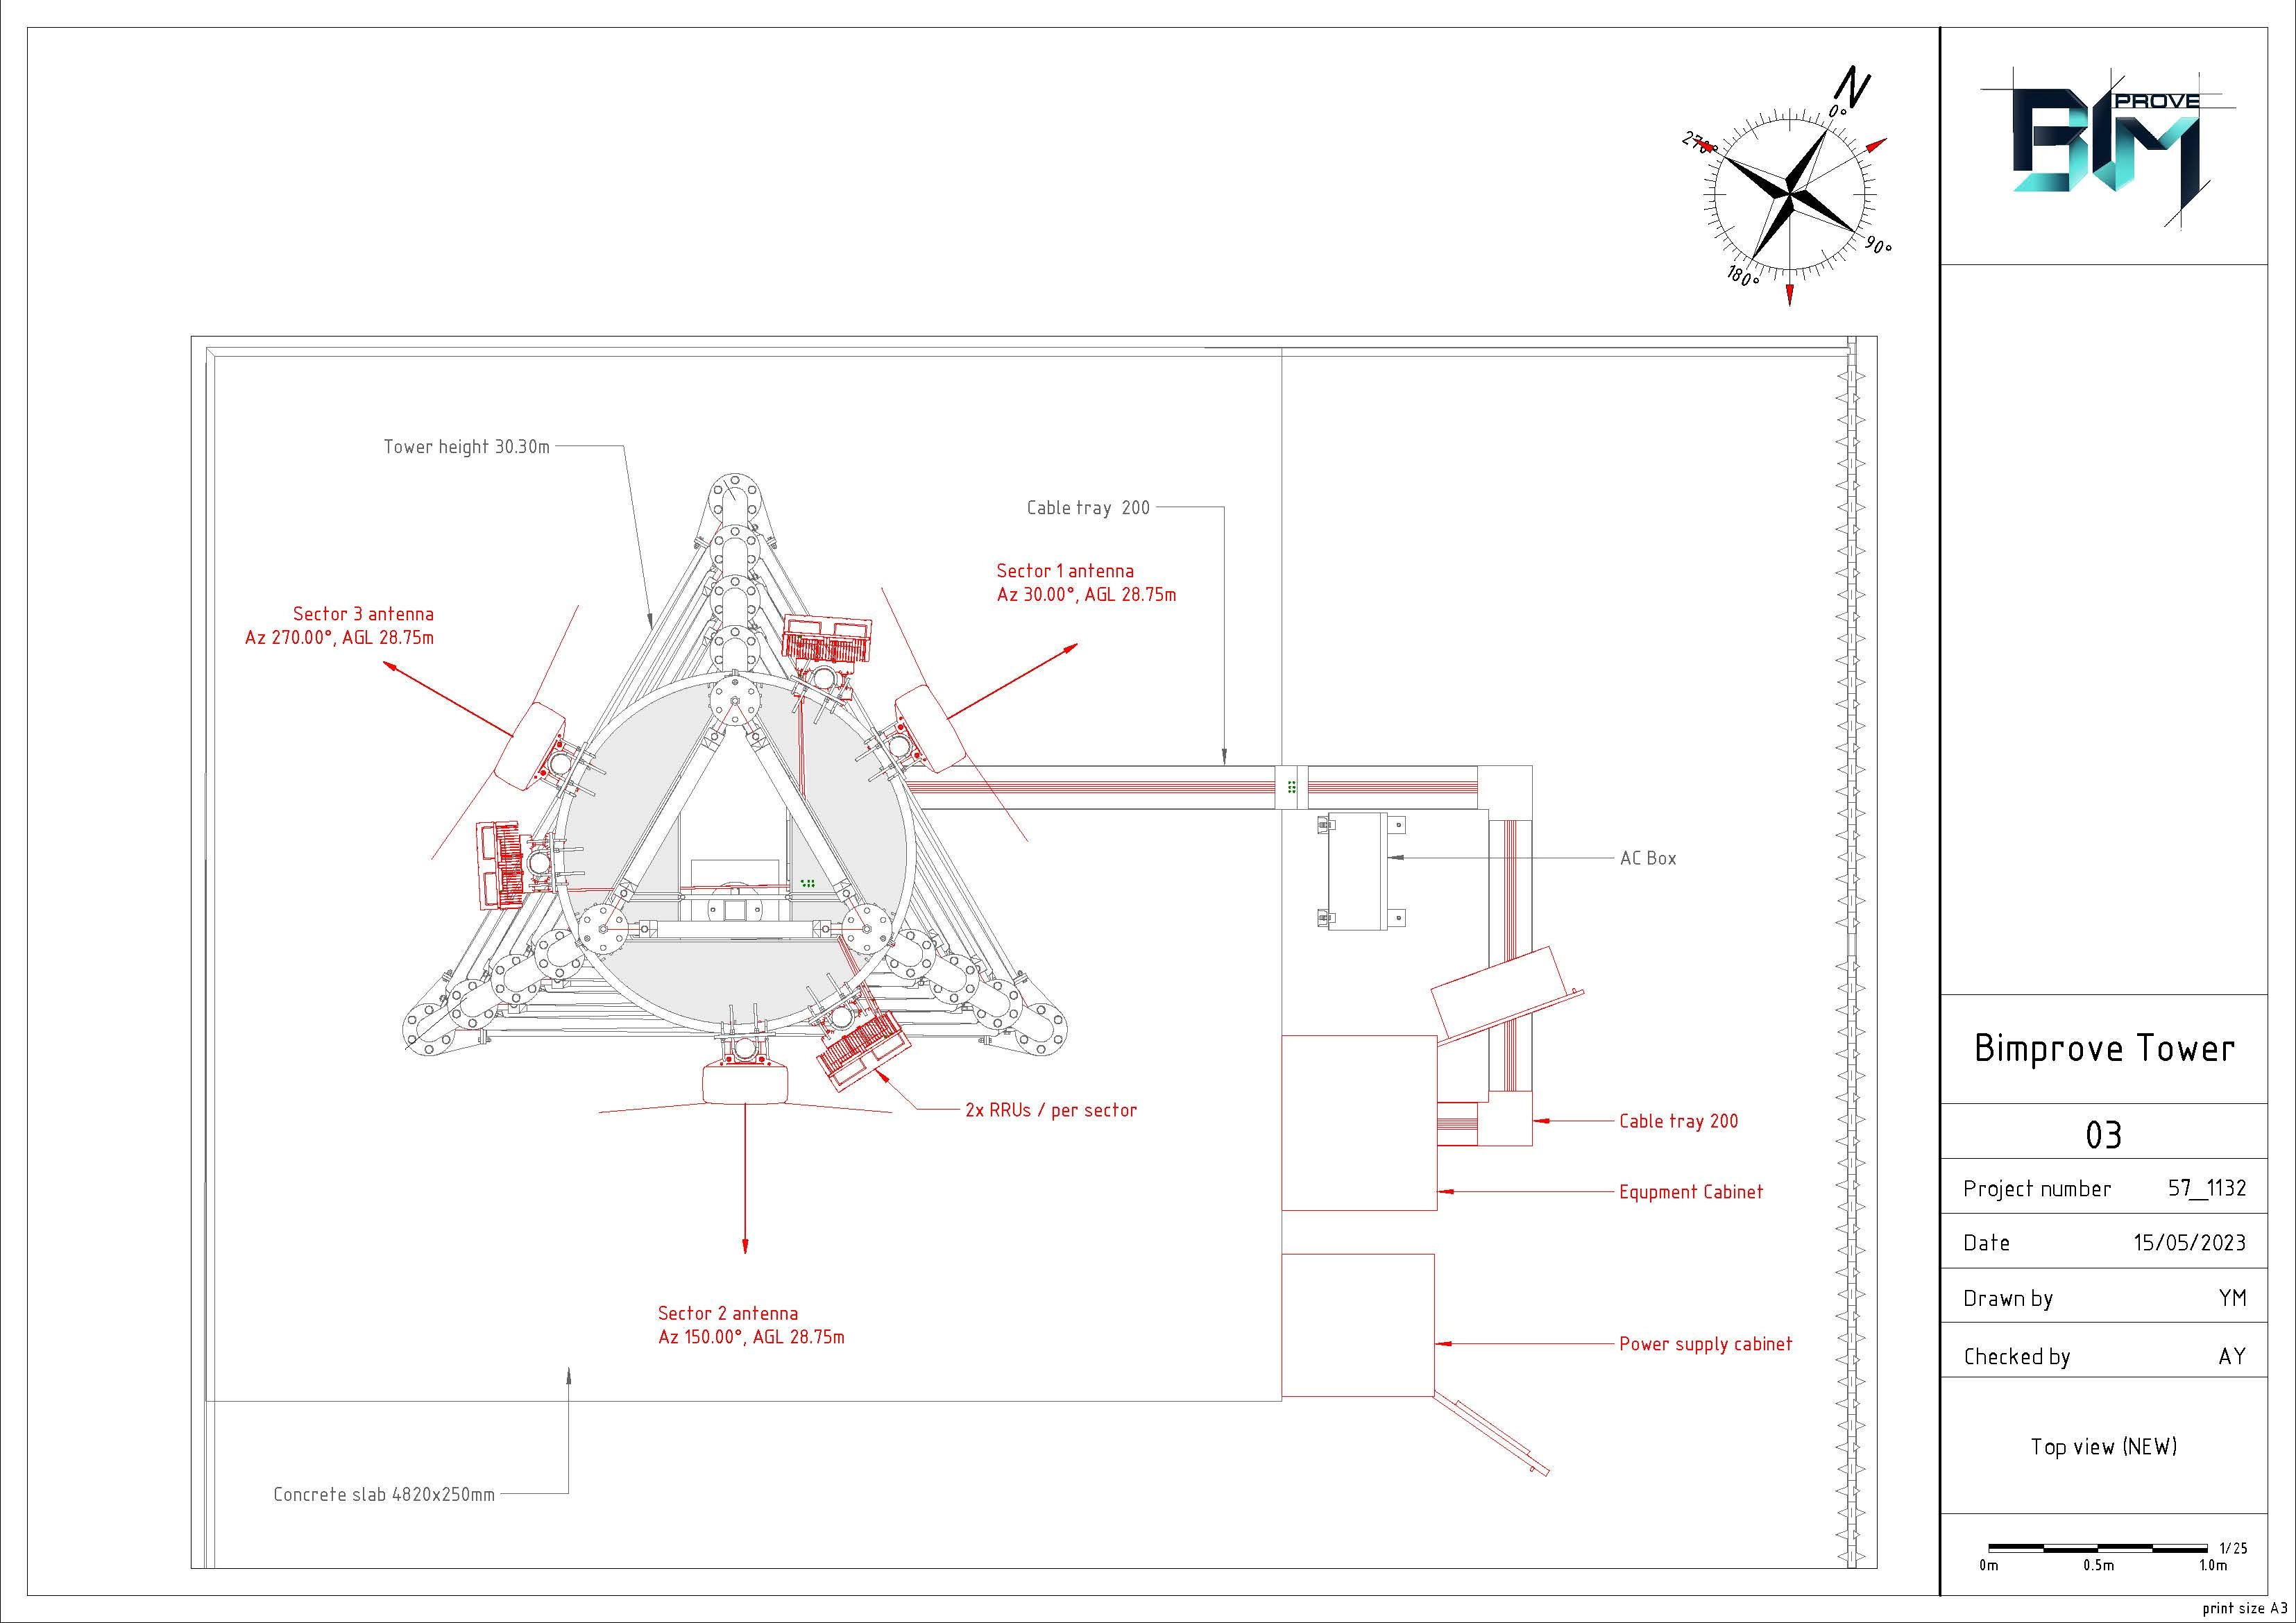 N
0°
270°
90°
180°
BIM
PROVE
Tower height 30.30m
Cable tray  200
Sector 1 antenna
Az 30.00°, AGL 28.75m
Sector 3 antenna
Az 270.00°, AGL 28.75m
AC Box
2x RRUs / per sector
Cable tray 200
Equpment Cabinet
Sector 2 antenna
Az 150.00°, AGL 28.75m
Power supply cabinet
Concrete slab 4820x250mm
Bimprove Tower
03
Project number 57_1132
Date 15/05/2023
Drawn by YM
Checked by AY
Top view (NEW)
1/25
0m 0.5m 1.0m
print size A3